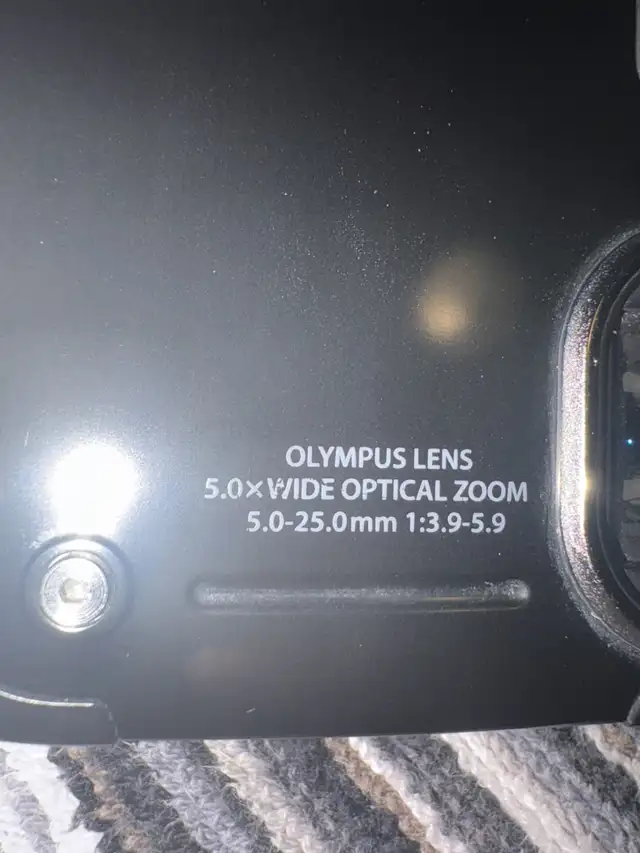 OLYMPUS LENS
5.0×WIDE OPTICAL ZOOM
5.0-25.0mm 1:3.9-5.9